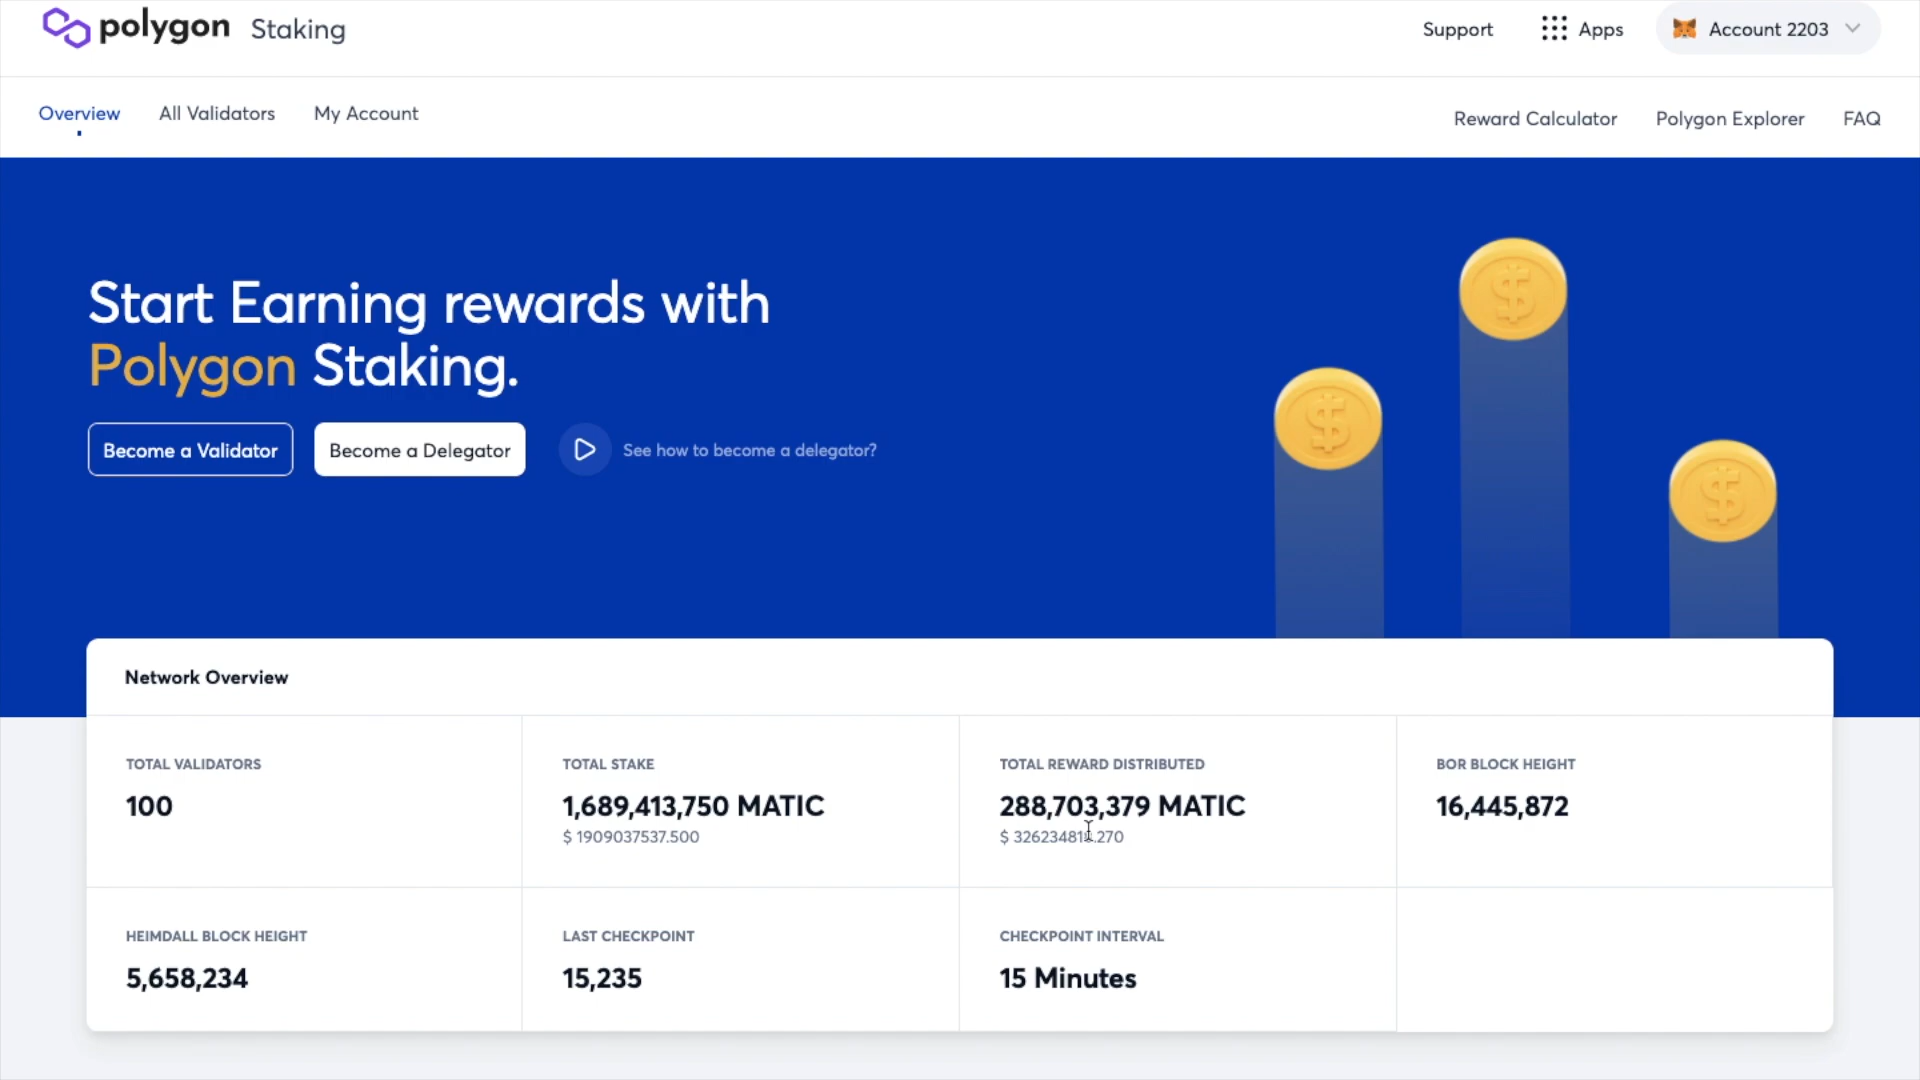 polygon Staking
Support
Apps
Account 2203
Overview
All Validators
My Account
Reward Calculator
Polygon Explorer
FAQ
Start Earning rewards with
Polygon Staking.
Become a Validator
Become a Delegator
See how to become a delegator?
Network Overview
TOTAL VALIDATORS
100
TOTAL STAKE
1,689,413,750 MATIC
$ 1909037537.500
TOTAL REWARD DISTRIBUTED
288,703,379 MATIC
BOR BLOCK HEIGHT
16,445,872
HEIMDALL BLOCK HEIGHT
5,658,234
LAST CHECKPOINT
15,235
CHECKPOINT INTERVAL
15 Minutes